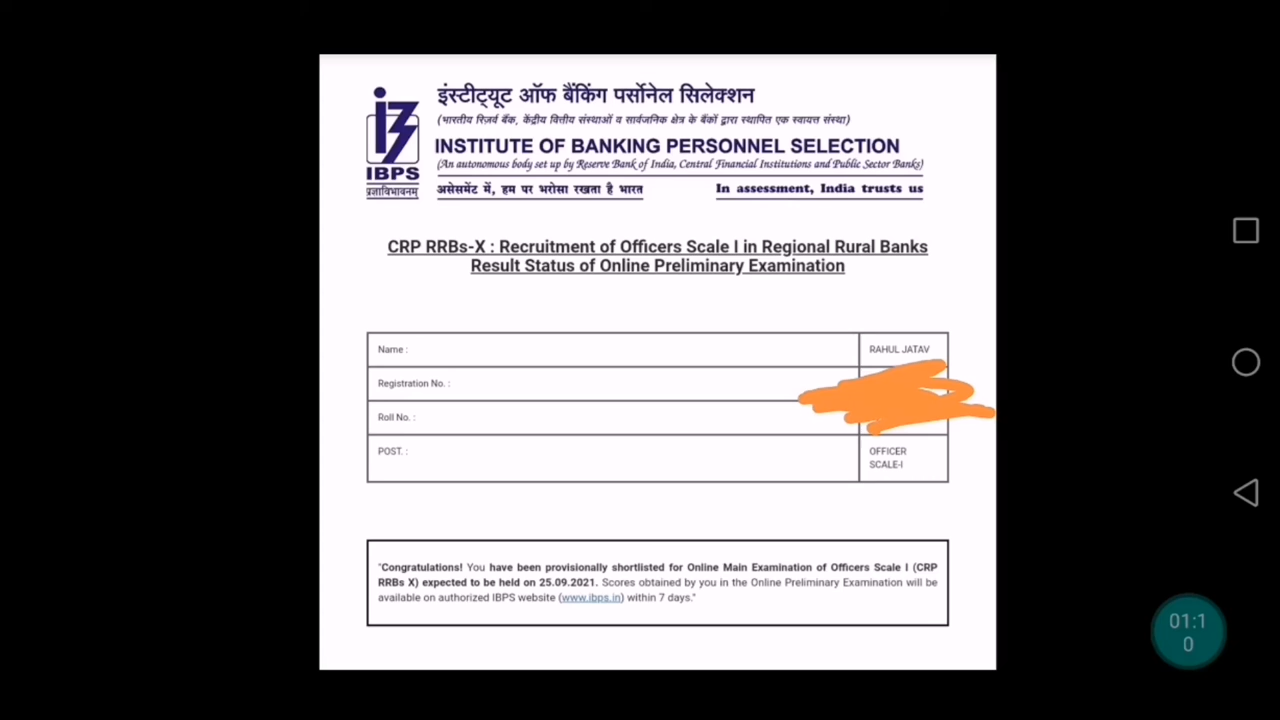 इंस्टीट्यूट ऑफ बैंकिंग पर्सोनेल सिलेक्शन
(भारतीय रिजर्व बैंक, केंद्रीय वित्तीय संस्थाओं व सार्वजनिक क्षेत्र के बैंकों द्वारा स्थापित एक स्वायत्त संस्था)
INSTITUTE OF BANKING PERSONNEL SELECTION
(An autonomous body set up by Reserve Bank of India, Central Financial Institutions and Public Sector Banks)
IBPS
प्रज्ञाविभावनम्
असेसमेंट में, हम पर भरोसा रखता है भारत In assessment, India trusts us
CRP RRBs-X : Recruitment of Officers Scale I in Regional Rural Banks
Result Status of Online Preliminary Examination
Name : RAHUL JATAV
Registration No. :
Roll No. :
POST. : OFFICER
SCALE-I
"Congratulations! You have been provisionally shortlisted for Online Main Examination of Officers Scale I (CRP
RRBs X) expected to be held on 25.09.2021. Scores obtained by you in the Online Preliminary Examination will be
available on authorized IBPS website (www.ibps.in) within 7 days."
01:1
0